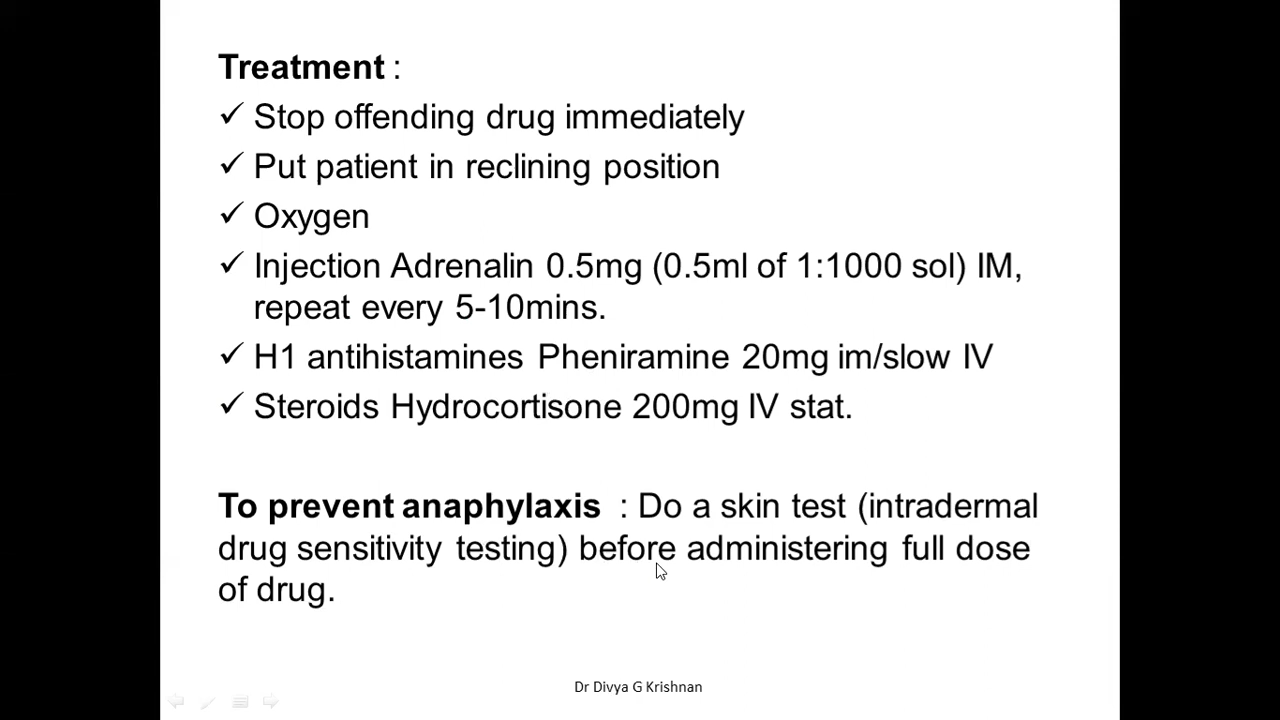 Treatment :
✓ Stop offending drug immediately
✓ Put patient in reclining position
✓ Oxygen
✓ Injection Adrenalin 0.5mg (0.5ml of 1:1000 sol) IM,
repeat every 5-10mins.
✓ H1 antihistamines Pheniramine 20mg im/slow IV
✓ Steroids Hydrocortisone 200mg IV stat.
To prevent anaphylaxis : Do a skin test (intradermal
drug sensitivity testing) before administering full dose
of drug.
Dr Divya G Krishnan